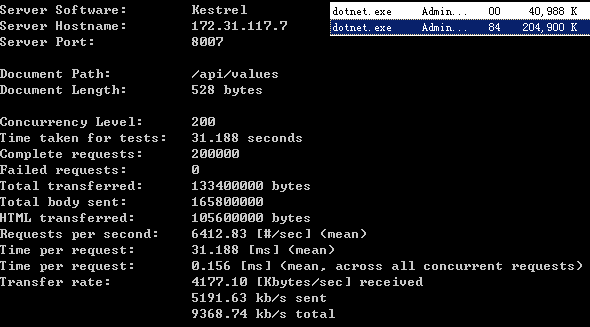 Server Software: Kestrel
Server Hostname: 172.31.117.7
Server Port: 8007
dotnet.exe Admin... 00 40,988 K
dotnet.exe Admin... 84 204,900 K
Document Path: /api/values
Document Length: 528 bytes
Concurrency Level: 200
Time taken for tests: 31.188 seconds
Complete requests: 200000
Failed requests: 0
Total transferred: 133400000 bytes
Total body sent: 165800000
HTML transferred: 105600000 bytes
Requests per second: 6412.83 [#/sec] (mean)
Time per request: 31.188 [ms] (mean)
Time per request: 0.156 [ms] (mean, across all concurrent requests)
Transfer rate: 4177.10 [Kbytes/sec] received
5191.63 kb/s sent
9368.74 kb/s total